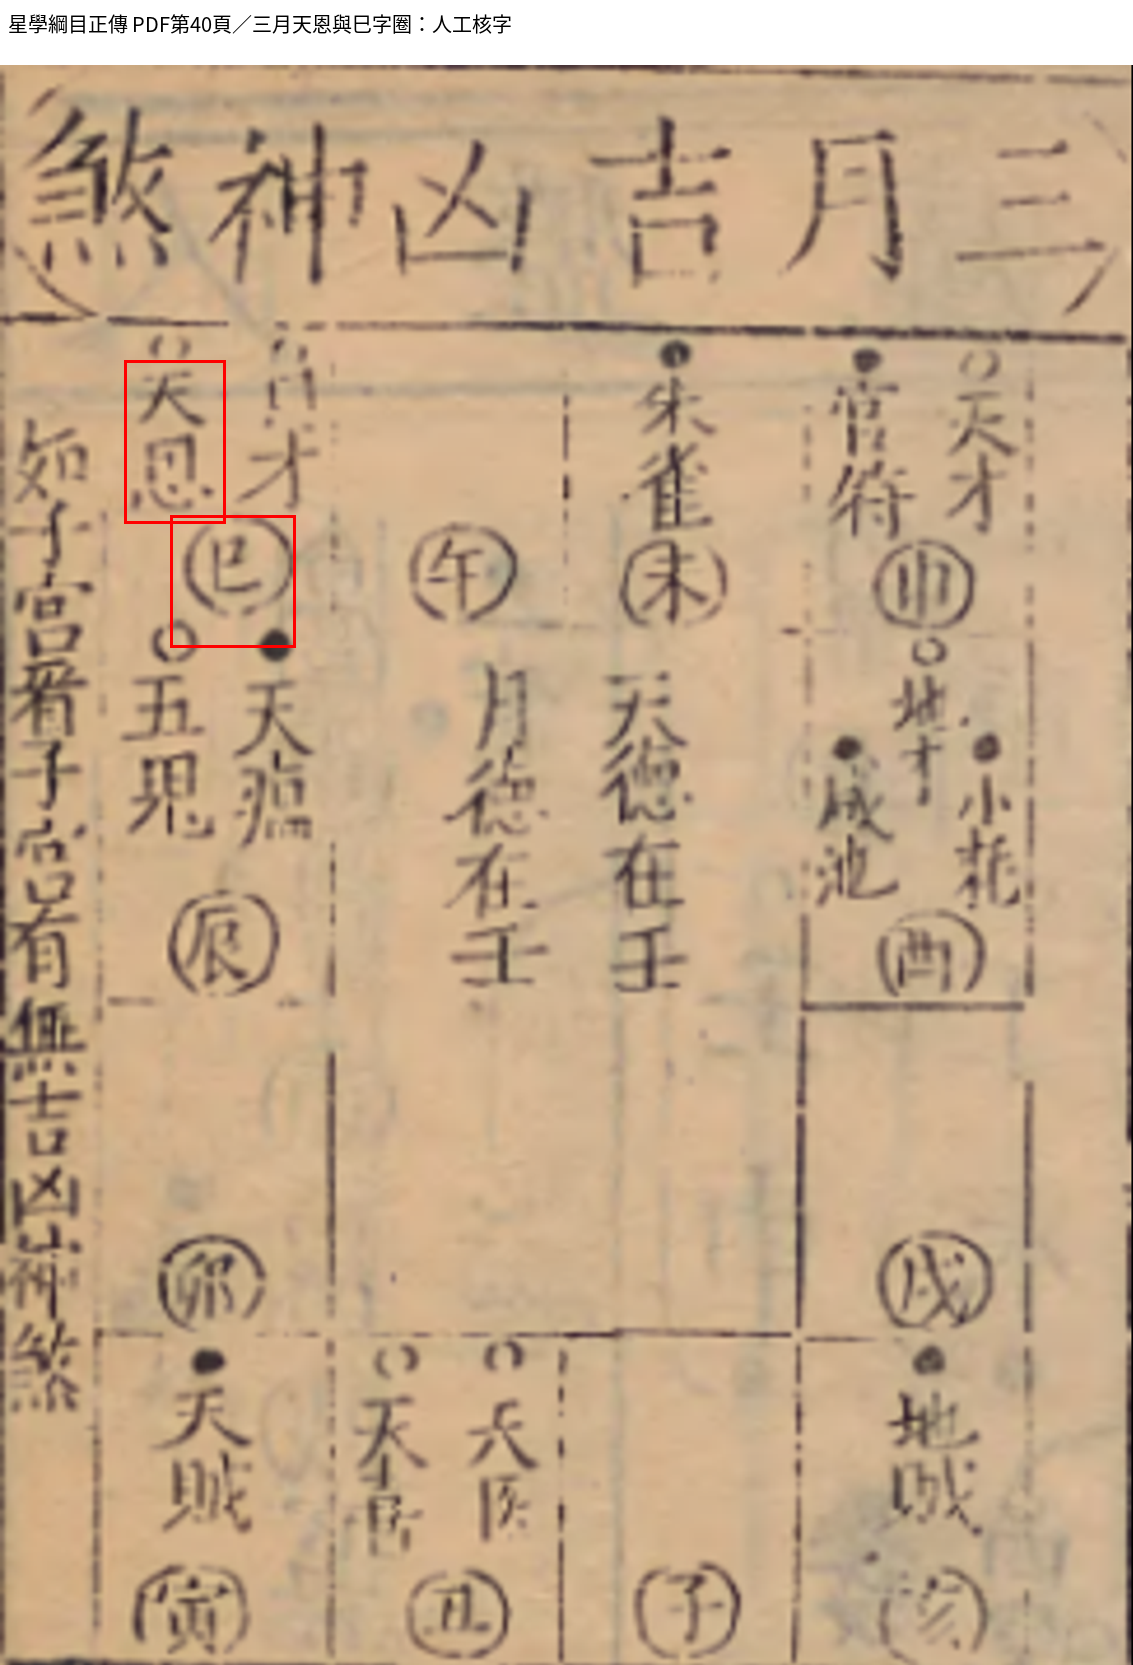 星學綱目正傳 PDF第40頁／三月天恩與巳字圈：人工核字
三月吉凶神煞
天才
官符
申
地才
小耗
咸池
酉
戌
地賊
亥
朱雀
未
天德在壬
午
月德在壬
子
天医
丑
天恩
巳
天瘟
五鬼
辰
卯
天賊
寅
如子宮看子宮有無吉凶神煞